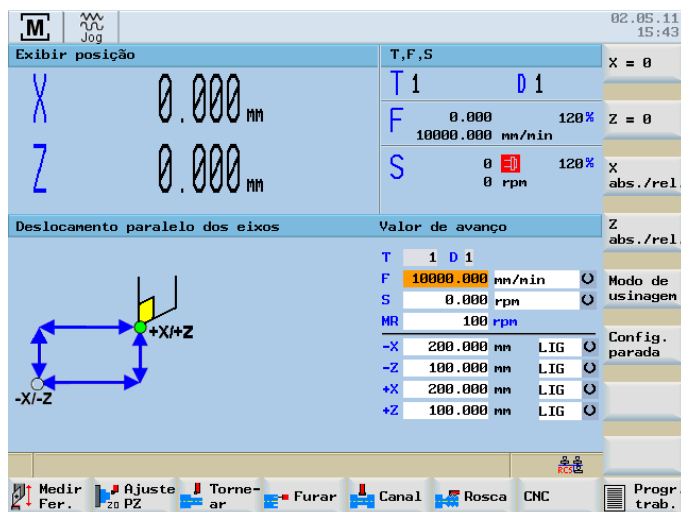 M
Jog
02.05.11
15:43
Exibir posição
X 0.000 mm
Z 0.000 mm
T,F,S
T 1 D 1
F 0.000 120%
10000.000 mm/min
S 0 120%
0 rpm
X = 0
Z = 0
X
abs./rel.
Z
abs./rel.
Modo de
usinagem
Config.
parada
Deslocamento paralelo dos eixos
+X/+Z
-X/-Z
Valor de avanço
T 1 D 1
F 10000.000 mm/min
S 0.000 rpm
MR 100 rpm
-X 200.000 mm LIG
-Z 100.000 mm LIG
+X 200.000 mm LIG
+Z 100.000 mm LIG
RCS
Medir
Fer.
Ajuste
PZ
Z0
Torne-
ar
Furar
Canal
Rosca
CNC
Progr.
trab.